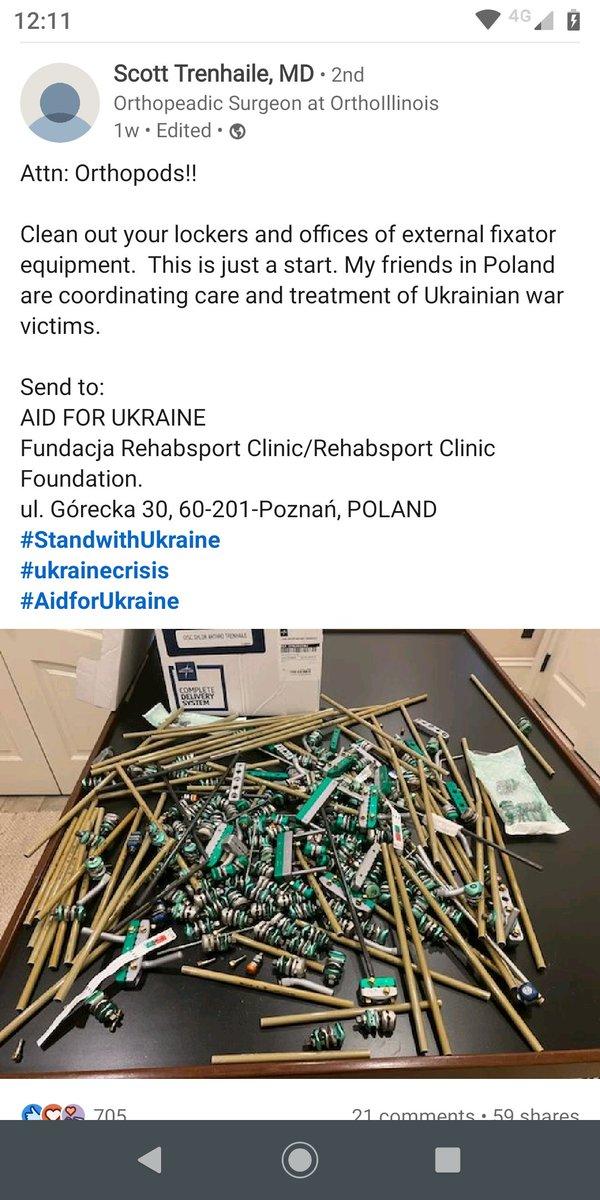 12:11
4G
Scott Trenhaile, MD • 2nd
Orthopeadic Surgeon at OrthoIllinois
1w • Edited •
Attn: Orthopods!!
Clean out your lockers and offices of external fixator
equipment.  This is just a start. My friends in Poland
are coordinating care and treatment of Ukrainian war
victims.
Send to:
AID FOR UKRAINE
Fundacja Rehabsport Clinic/Rehabsport Clinic
Foundation.
ul. Górecka 30, 60-201-Poznań, POLAND
#StandwithUkraine
#ukrainecrisis
#AidforUkraine
COMPLETE
DELIVERY
SYSTEM
705
21 comments • 59 shares